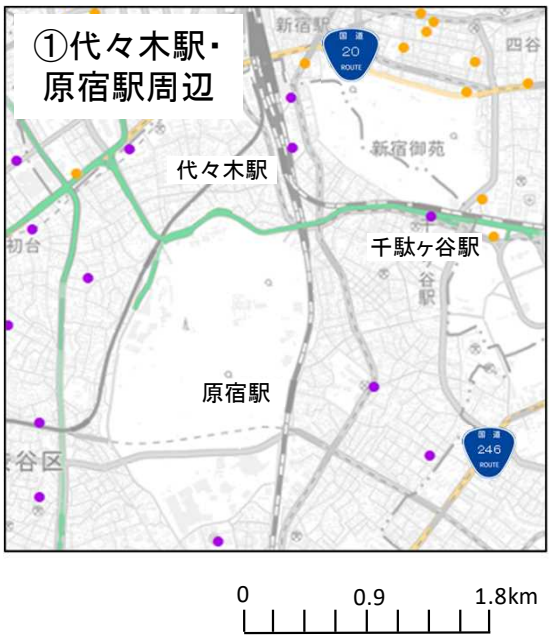 ①代々木駅・
原宿駅周辺
新宿駅
国道
20
ROUTE
四谷
新宿御苑
代々木駅
初台
千駄ヶ谷駅
谷
駅
原宿駅
谷区
国道
246
ROUTE
0 0.9 1.8km